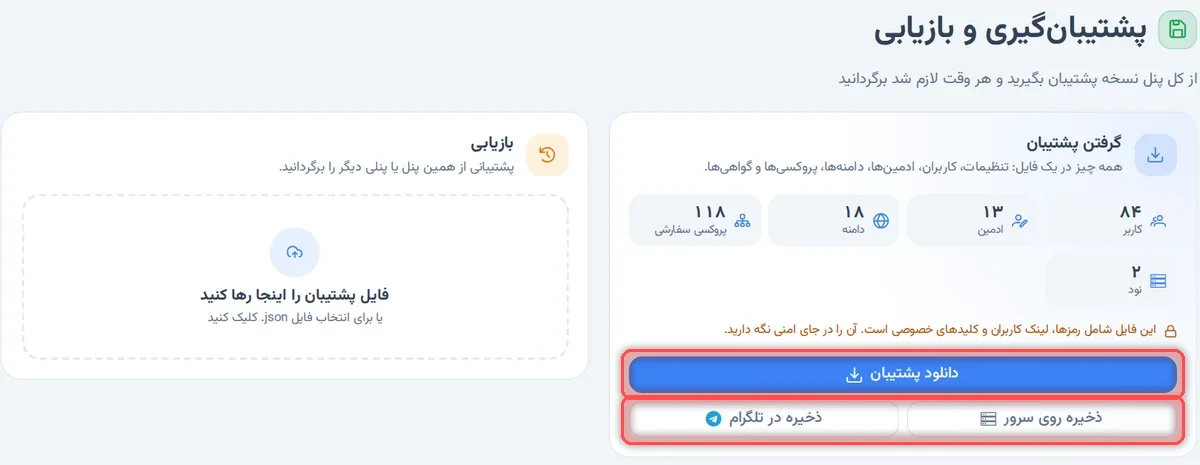 پشتیبان‌گیری و بازیابی
از کل پنل نسخه پشتیبان بگیرید و هر وقت لازم شد برگردانید
گرفتن پشتیبان
همه چیز در یک فایل: تنظیمات، کاربران، ادمین‌ها، دامنه‌ها، پروکسی‌ها و گواهی‌ها.
۸۴
کاربر
۱۳
ادمین
۱۸
دامنه
۱۱۸
پروکسی سفارشی
۲
نود
این فایل شامل رمزها، لینک کاربران و کلیدهای خصوصی است. آن را در جای امنی نگه دارید.
دانلود پشتیبان
ذخیره روی سرور
ذخیره در تلگرام
بازیابی
پشتیبانی از همین پنل یا پنلی دیگر را برگردانید.
فایل پشتیبان را اینجا رها کنید
یا برای انتخاب فایل json. کلیک کنید